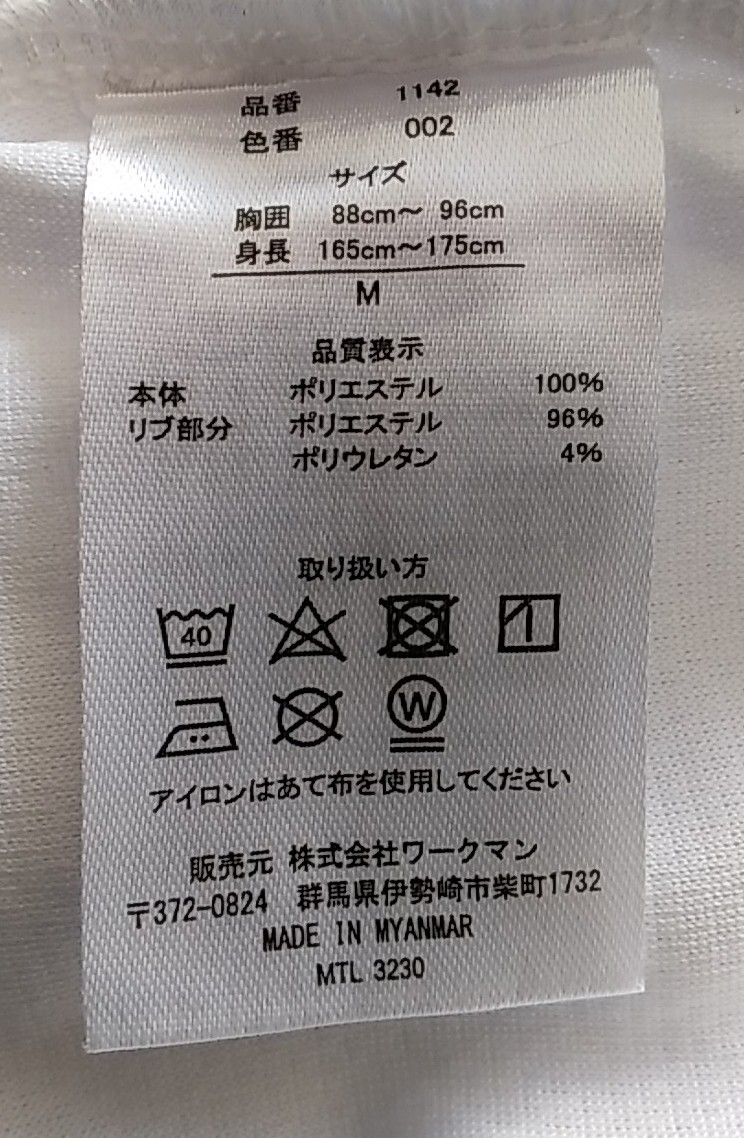 品番 1142
色番 002
サイズ
胸囲 88cm～ 96cm
身長 165cm～175cm
M
品質表示
本体 ポリエステル 100%
リブ部分 ポリエステル 96%
ポリウレタン 4%
取り扱い方
40
W
アイロンはあて布を使用してください
販売元 株式会社ワークマン
〒372-0824 群馬県伊勢崎市柴町1732
MADE IN MYANMAR
MTL 3230